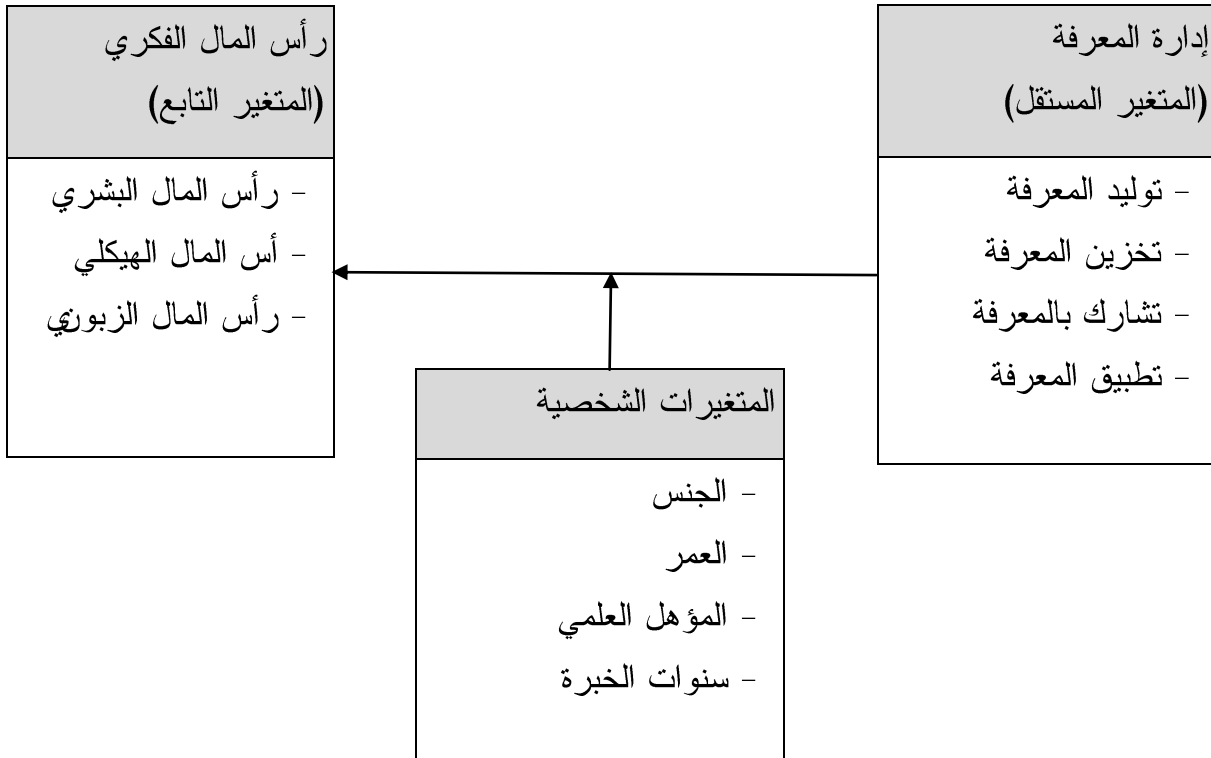 إدارة المعرفة
(المتغير المستقل)
- توليد المعرفة
- تخزين المعرفة
- تشارك بالمعرفة
- تطبيق المعرفة
رأس المال الفكري
(المتغير التابع)
- رأس المال البشري
- أس المال الهيكلي
- رأس المال الزبوني
المتغيرات الشخصية
- الجنس
- العمر
- المؤهل العلمي
- سنوات الخبرة